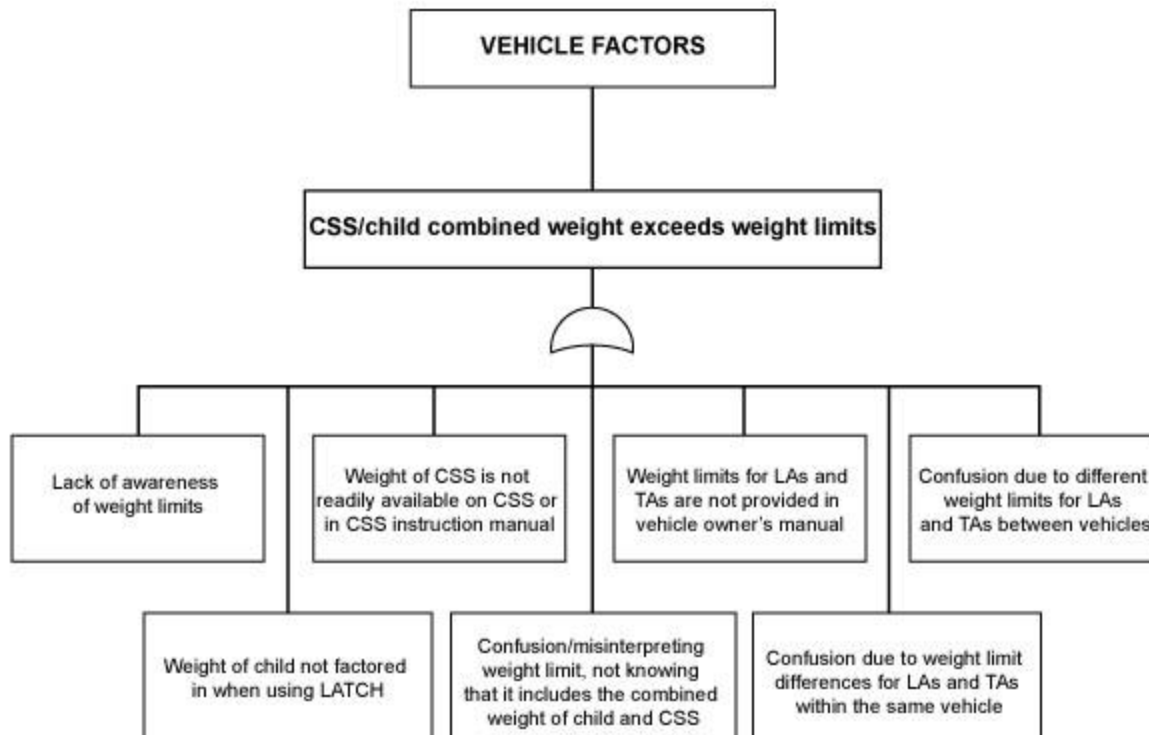 VEHICLE FACTORS
CSS/child combined weight exceeds weight limits
Lack of awareness
of weight limits
Weight of CSS is not
readily available on CSS or
in CSS instruction manual
Weight limits for LAs and
TAs are not provided in
vehicle owner's manual
Confusion due to different
weight limits for LAs
and TAs between vehicles
Weight of child not factored
in when using LATCH
Confusion/misinterpreting
weight limit, not knowing
that it includes the combined
weight of child and CSS
Confusion due to weight limit
differences for LAs and TAs
within the same vehicle